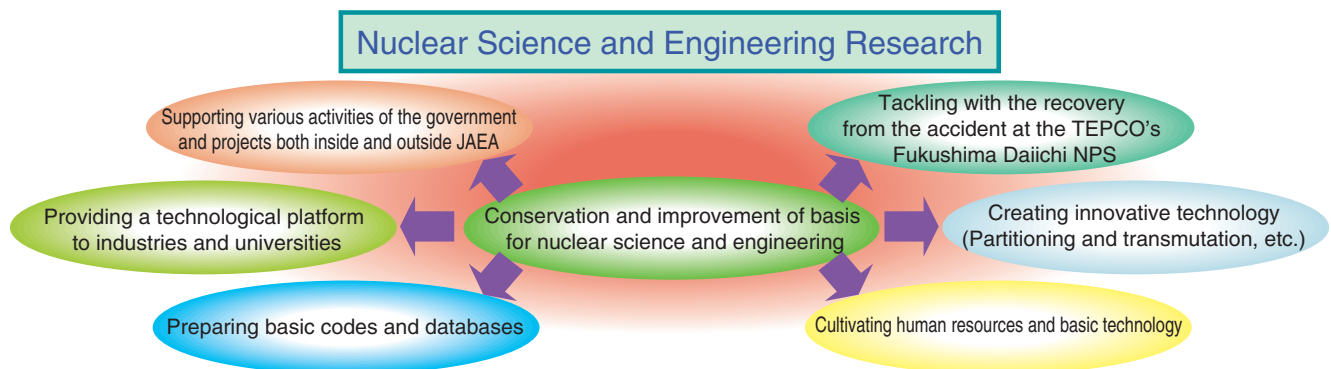 Nuclear Science and Engineering Research
Supporting various activities of the government
and projects both inside and outside JAEA
Tackling with the recovery
from the accident at the TEPCO's
Fukushima Daiichi NPS
Providing a technological platform
to industries and universities
Conservation and improvement of basis
for nuclear science and engineering
Creating innovative technology
(Partitioning and transmutation, etc.)
Preparing basic codes and databases
Cultivating human resources and basic technology